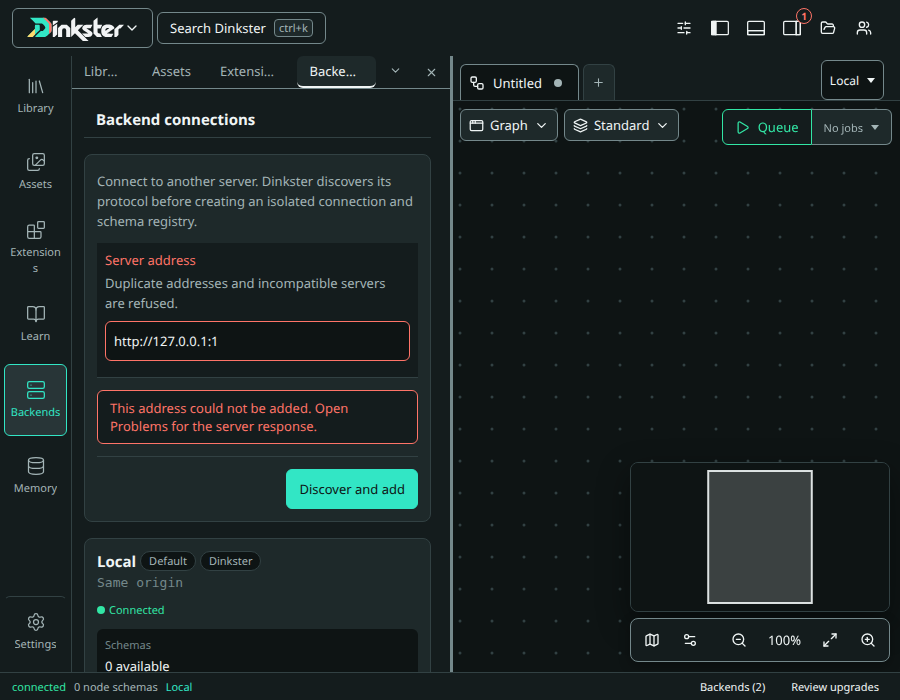 Dinkster
Search Dinkster ctrl+k
1
Libr...
Assets
Extensi...
Backe...
Untitled
+
Local
Library
Assets
Extension
s
Learn
Backends
Memory
Settings
Backend connections
Connect to another server. Dinkster discovers its
protocol before creating an isolated connection and
schema registry.
Server address
Duplicate addresses and incompatible servers
are refused.
http://127.0.0.1:1
This address could not be added. Open
Problems for the server response.
Discover and add
Local Default Dinkster
Same origin
Connected
Schemas
0 available
Graph
Standard
Queue
No jobs
100%
connected 0 node schemas Local
Backends (2) Review upgrades